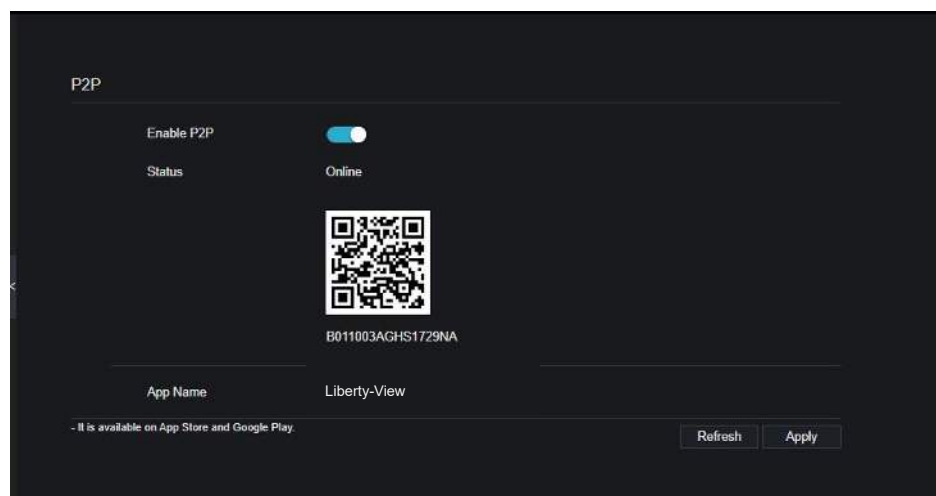 P2P
Enable P2P
Status Online
B011003AGHS1729NA
App Name Liberty-View
- It is available on App Store and Google Play.
Refresh Apply